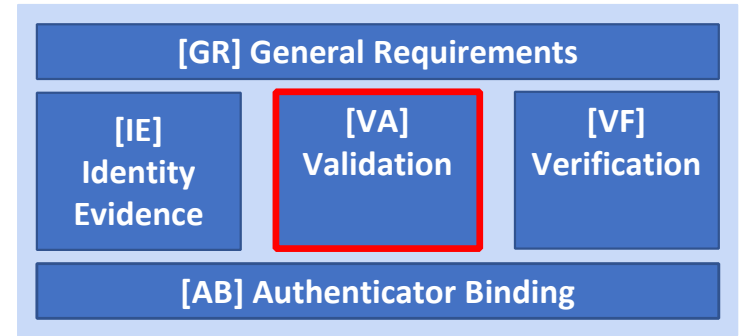 [GR] General Requirements
[IE]
Identity
Evidence
[VA]
Validation
[VF]
Verification
[AB] Authenticator Binding